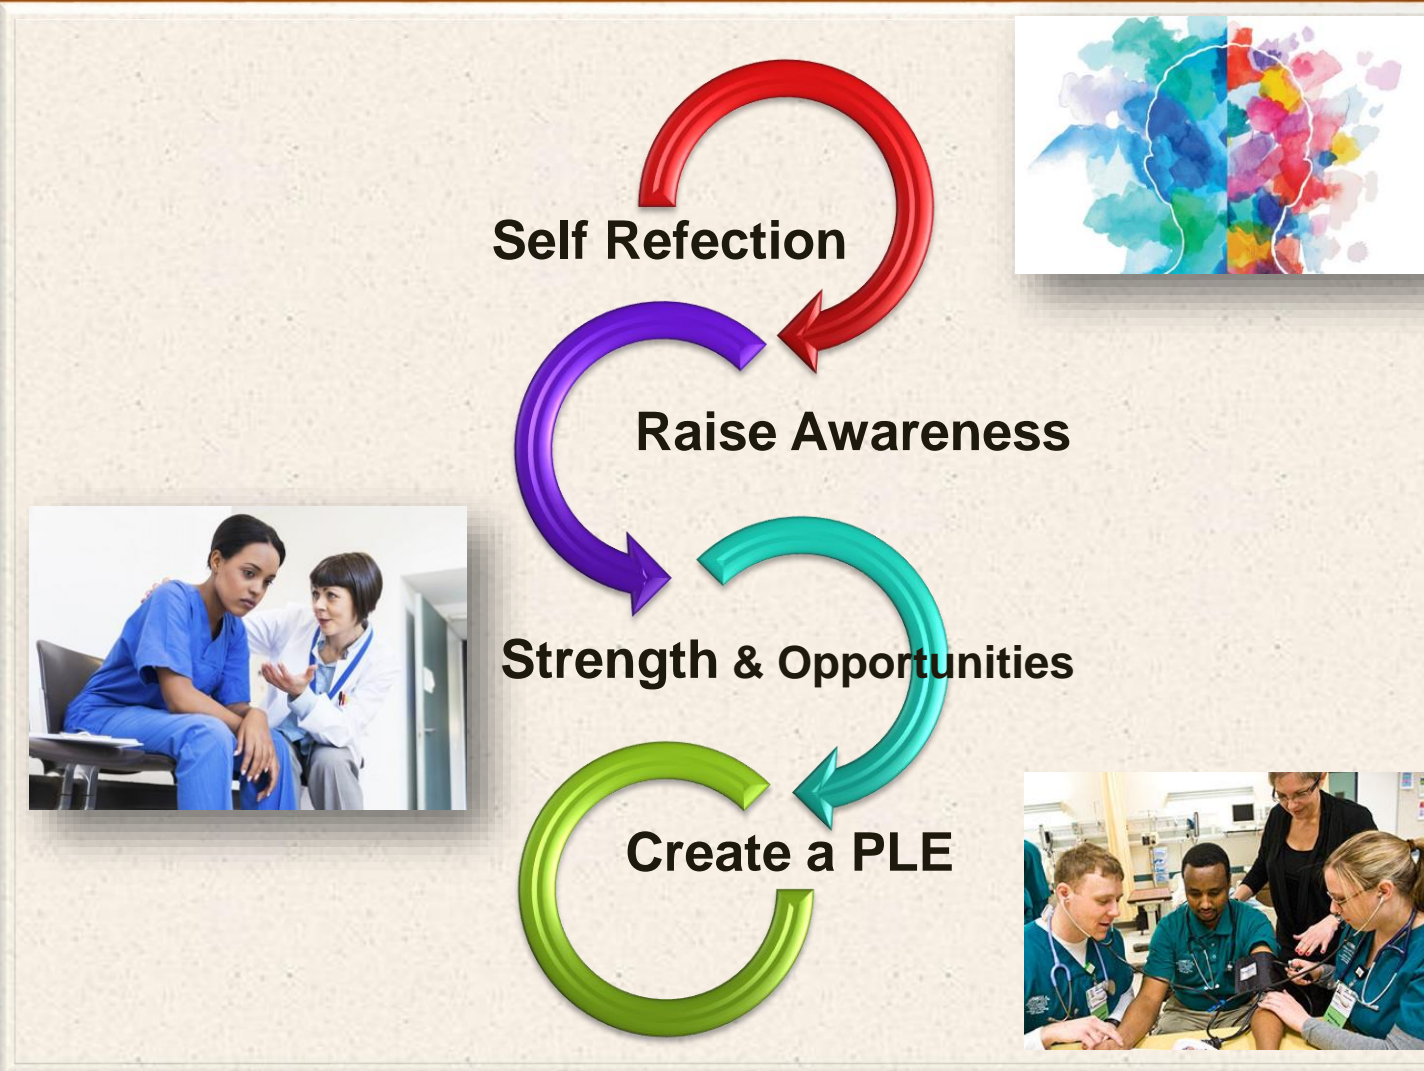 Self Refection
Raise Awareness
Strength & Opportunities
Create a PLE